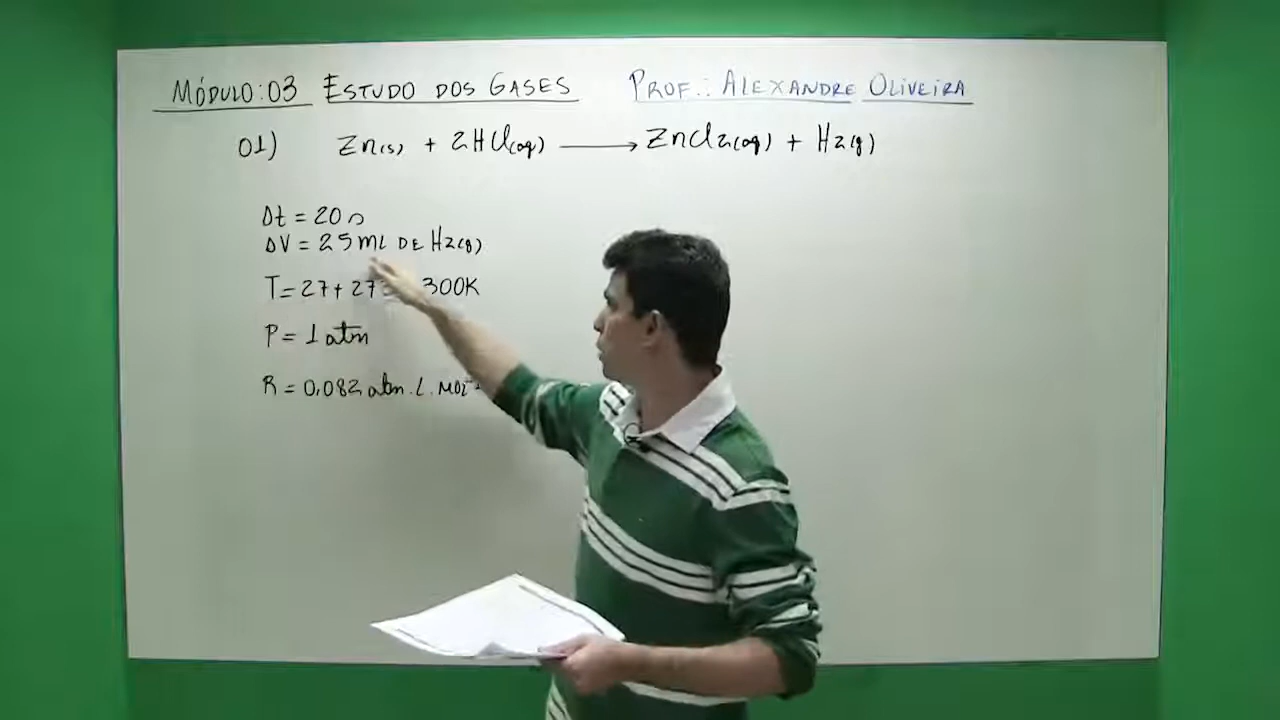 MÓDULO: 03 ESTUDO DOS GASES PROF.: ALEXANDRE OLIVEIRA
01) Zn(s) + 2HCl(aq) → ZnCl2(aq) + H2(g)
Δt = 20 s
ΔV = 25 mL DE H2(g)
T = 27 + 27 300K
P = 1 atm
R = 0,082 atm . L . MOL-1